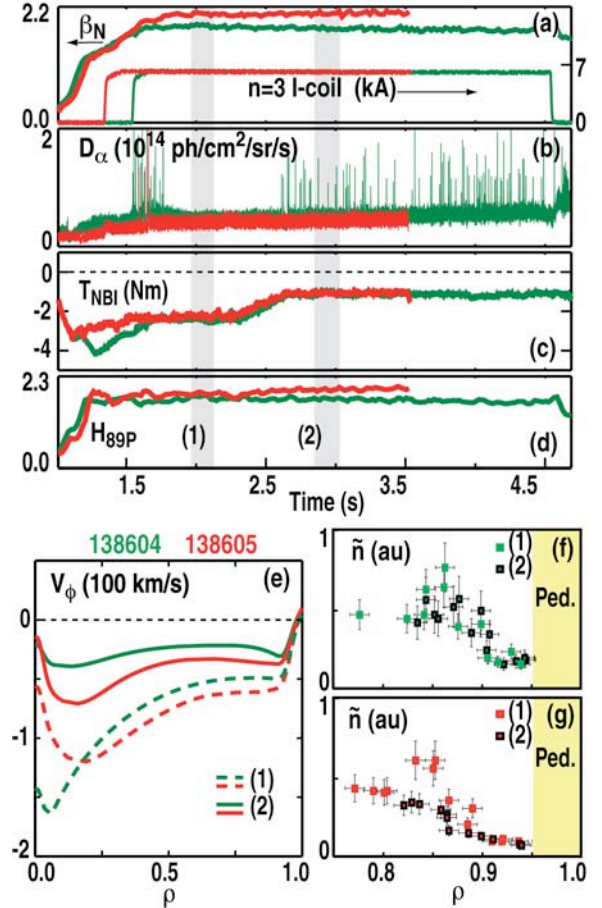 2.2
β_N
(a)
7
n=3 I-coil (kA)
0.0
0
2
D_α (10^14 ph/cm^2/sr/s)
(b)
0
0
T_NBI (Nm)
-2
-4
(c)
2.3
H_89P
(1)
(2)
(d)
0.0
1.5
2.5
3.5
4.5
Time (s)
138604
138605
V_ϕ (100 km/s)
(e)
0
-1
-2
(1)
(2)
0.0
0.5
1.0
ρ
1
ñ (au)
(1)
(2)
(f)
Ped.
0
1
ñ (au)
(1)
(2)
(g)
Ped.
0
0.8
0.9
1.0
ρ